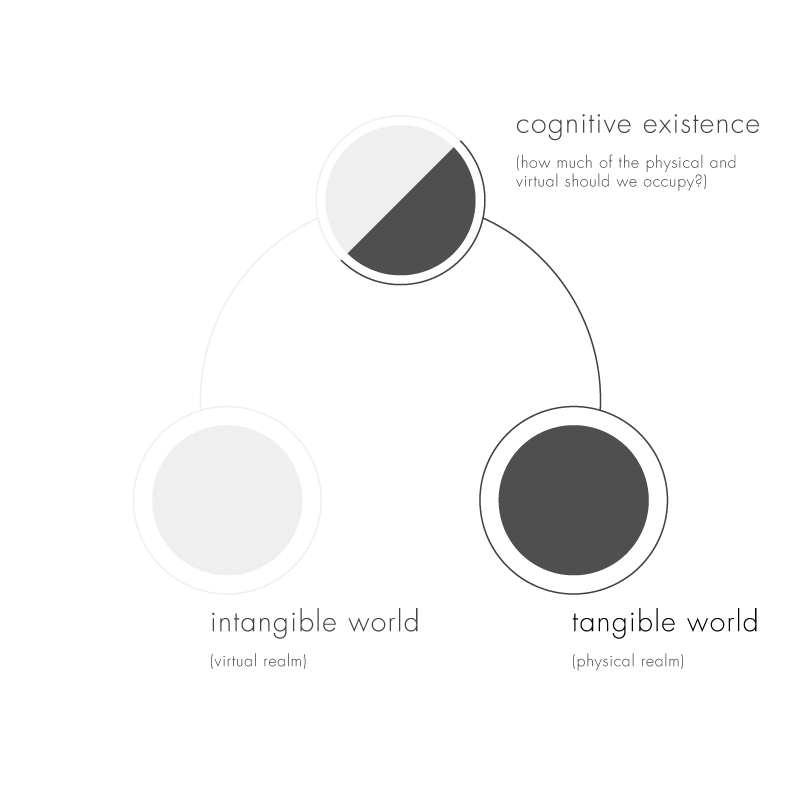 cognitive existence
(how much of the physical and
virtual should we occupy?)
intangible world
(virtual realm)
tangible world
(physical realm)